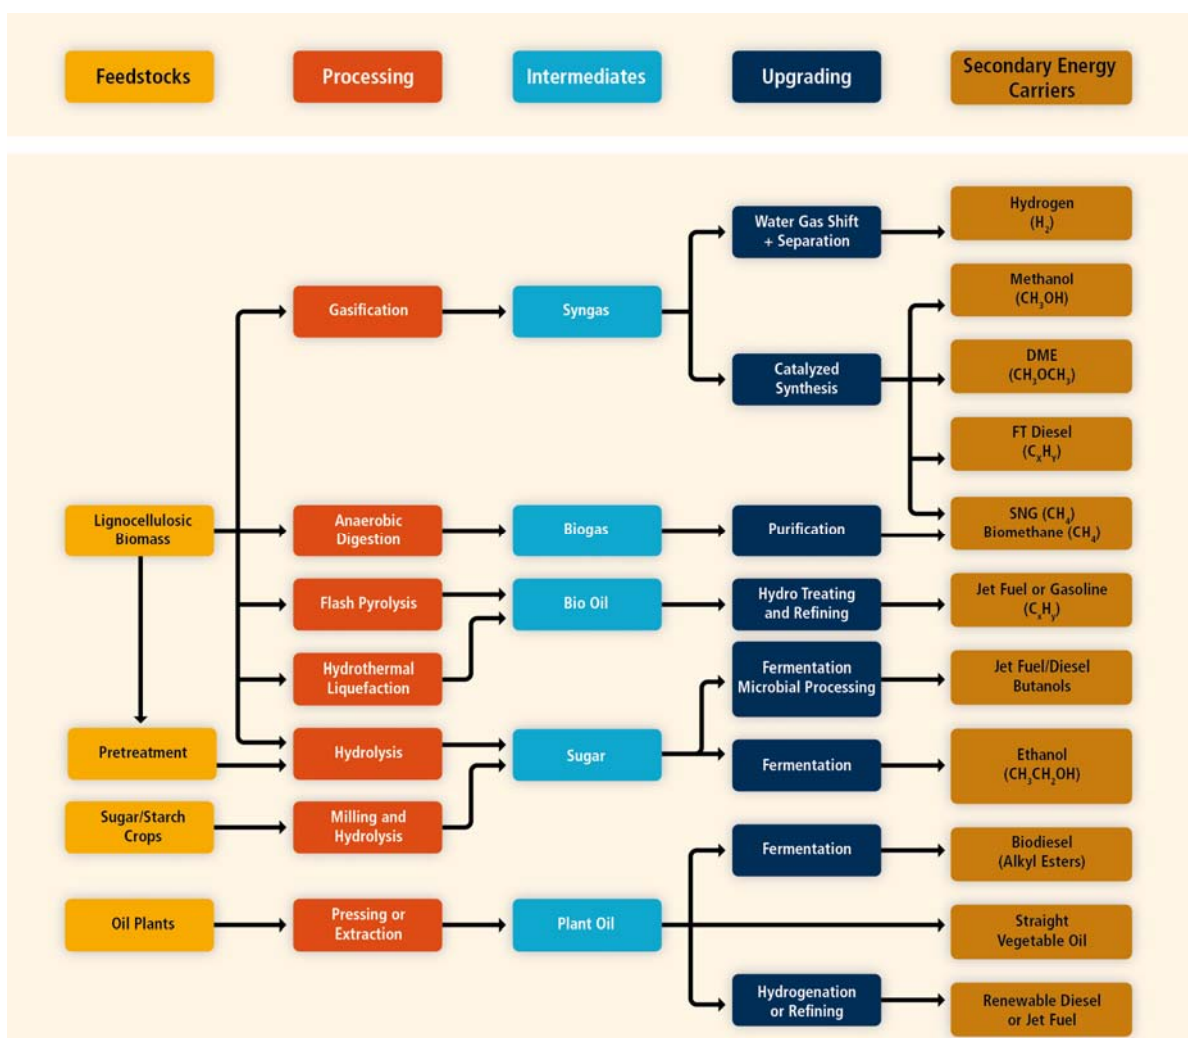 Feedstocks
Processing
Intermediates
Upgrading
Secondary Energy
Carriers
Water Gas Shift
+ Separation
Hydrogen
(H₂)
Gasification
Syngas
Methanol
(CH₃OH)
Catalyzed
Synthesis
DME
(CH₃OCH₃)
FT Diesel
(CₓHᵧ)
Lignocellulosic
Biomass
Anaerobic
Digestion
Biogas
Purification
SNG (CH₄)
Biomethane (CH₄)
Flash Pyrolysis
Bio Oil
Hydro Treating
and Refining
Jet Fuel or Gasoline
(CₓHᵧ)
Hydrothermal
Liquefaction
Fermentation
Microbial Processing
Jet Fuel/Diesel
Butanols
Pretreatment
Hydrolysis
Sugar
Fermentation
Ethanol
(CH₃CH₂OH)
Sugar/Starch
Crops
Milling and
Hydrolysis
Fermentation
Biodiesel
(Alkyl Esters)
Oil Plants
Pressing or
Extraction
Plant Oil
Straight
Vegetable Oil
Hydrogenation
or Refining
Renewable Diesel
or Jet Fuel